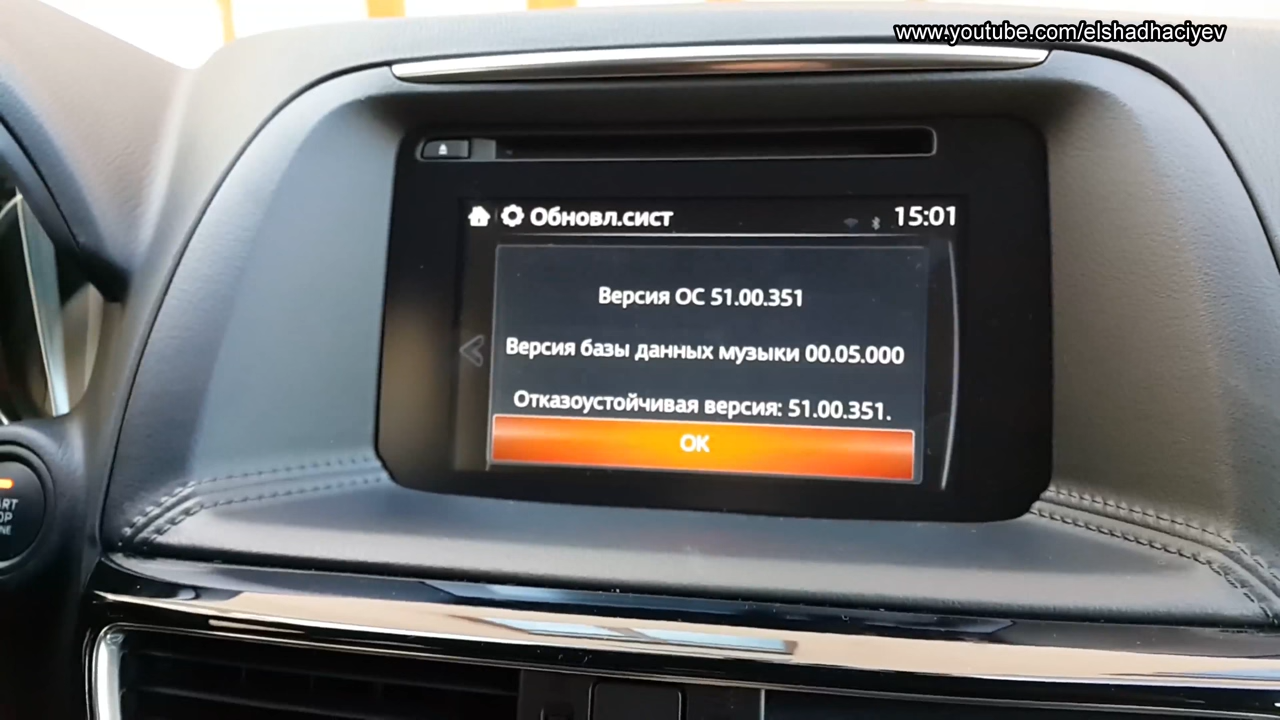 www.youtube.com/elshadhaciyev
Обновл.сист
15:01
Версия ОС 51.00.351
Версия базы данных музыки 00.05.000
Отказоустойчивая версия: 51.00.351.
ОК